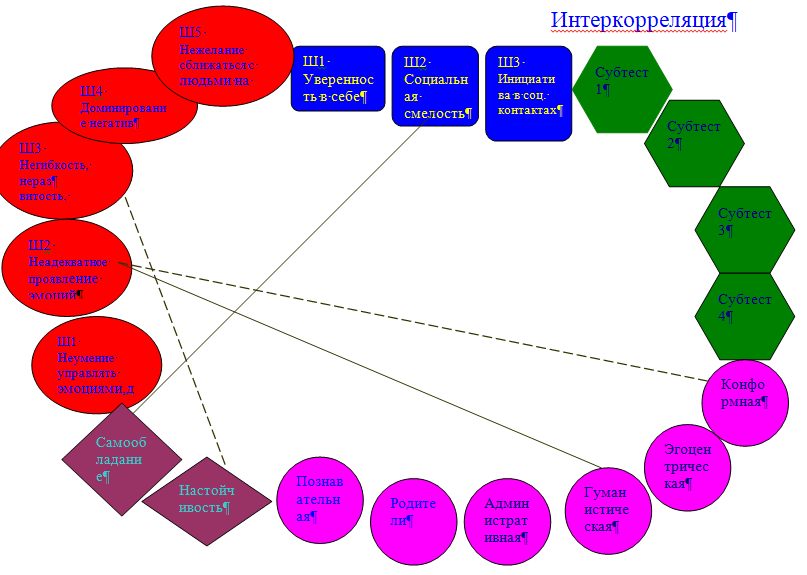 Интеркорреляция¶
Ш5·
Нежелание
сближаться·с
людьми·на·
Ш1·
Увереннос
ть·в·себе¶
Ш2·
Социальн
ая·
смелость¶
Ш3·
Инициати
ва·в·соц.·
контактах¶
Субтест
1¶
Ш4·
Доминировани
е·негатив¶
Субтест
2¶
Ш3·
Негибкость,·
нераз¶
витость.·
Субтест
3¶
Ш2·
Неадекватное
проявление·
эмоций¶
Субтест
4¶
Ш1·
Неумение
управлять·
эмоциями,д
Конфо
рмная¶
Самооб
ладани
е¶
Эгоцен
тричес
кая¶
Настойч
ивость¶
Познав
ательн
ая¶
Родите
ли¶
Админ
истрат
ивная¶
Гуман
истиче
ская¶